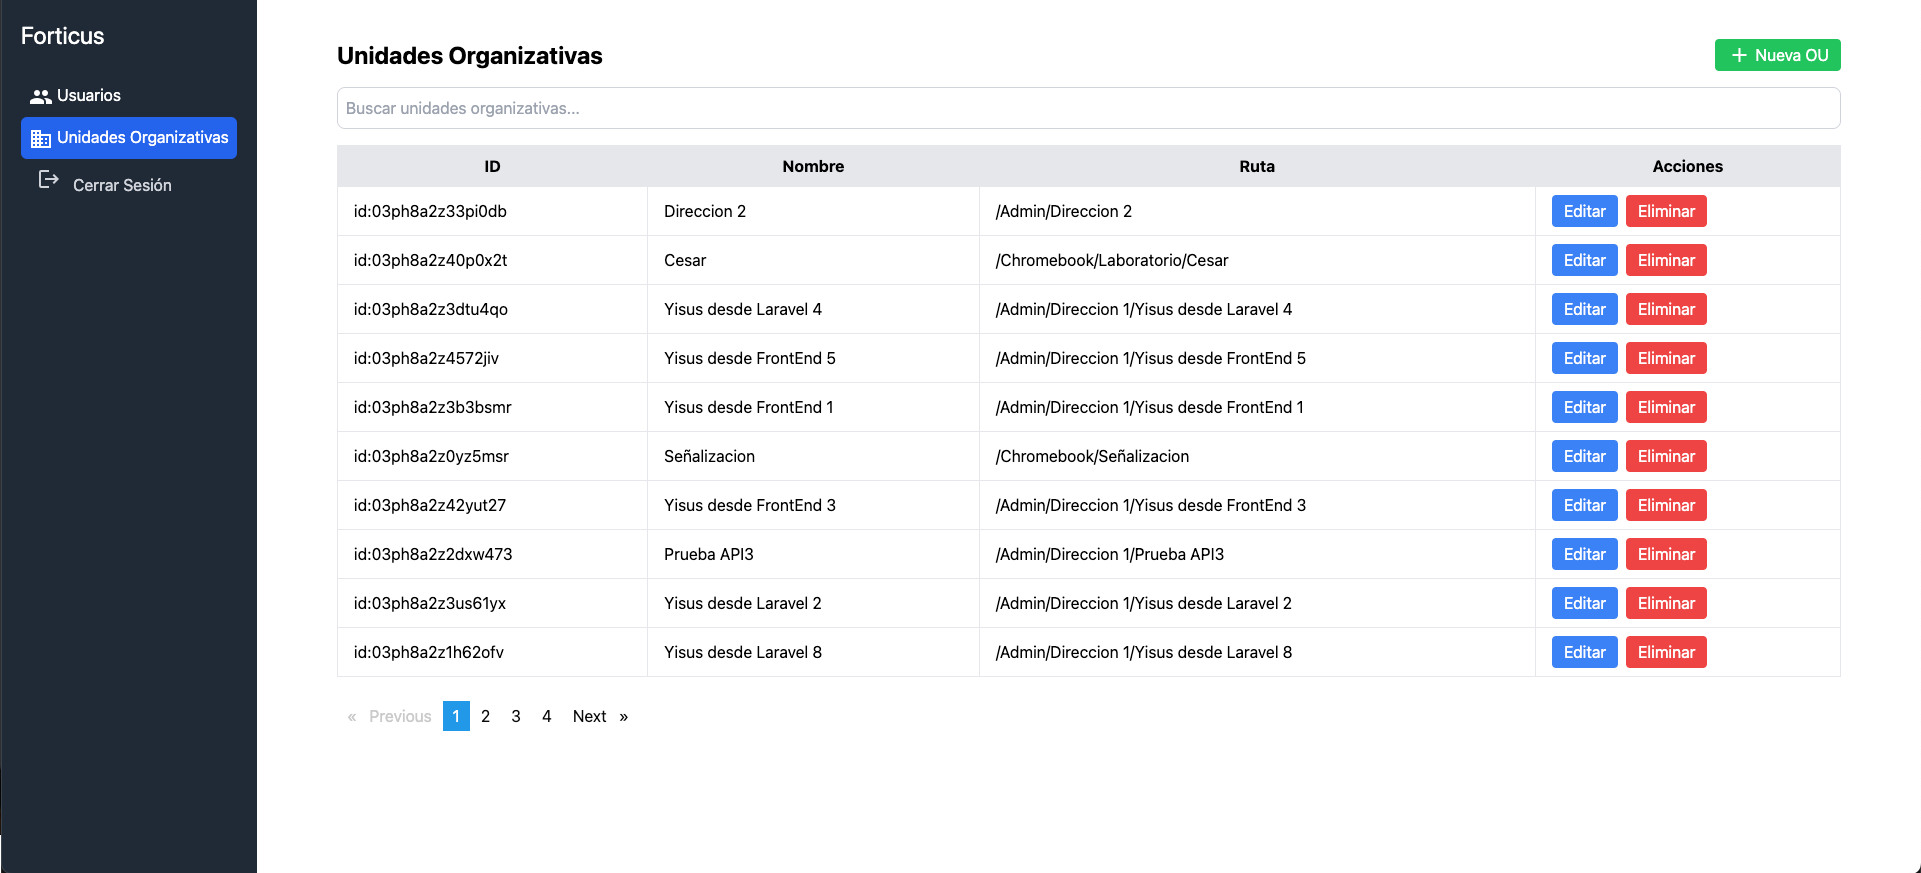 Forticus
Usuarios
Unidades Organizativas
Cerrar Sesión
Unidades Organizativas
+ Nueva OU
Buscar unidades organizativas...
ID Nombre Ruta Acciones
id:03ph8a2z33pi0db Direccion 2 /Admin/Direccion 2 Editar Eliminar
id:03ph8a2z40p0x2t Cesar /Chromebook/Laboratorio/Cesar Editar Eliminar
id:03ph8a2z3dtu4qo Yisus desde Laravel 4 /Admin/Direccion 1/Yisus desde Laravel 4 Editar Eliminar
id:03ph8a2z4572jiv Yisus desde FrontEnd 5 /Admin/Direccion 1/Yisus desde FrontEnd 5 Editar Eliminar
id:03ph8a2z3b3bsmr Yisus desde FrontEnd 1 /Admin/Direccion 1/Yisus desde FrontEnd 1 Editar Eliminar
id:03ph8a2z0yz5msr Señalizacion /Chromebook/Señalizacion Editar Eliminar
id:03ph8a2z42yut27 Yisus desde FrontEnd 3 /Admin/Direccion 1/Yisus desde FrontEnd 3 Editar Eliminar
id:03ph8a2z2dxw473 Prueba API3 /Admin/Direccion 1/Prueba API3 Editar Eliminar
id:03ph8a2z3us61yx Yisus desde Laravel 2 /Admin/Direccion 1/Yisus desde Laravel 2 Editar Eliminar
id:03ph8a2z1h62ofv Yisus desde Laravel 8 /Admin/Direccion 1/Yisus desde Laravel 8 Editar Eliminar
« Previous 1 2 3 4 Next »